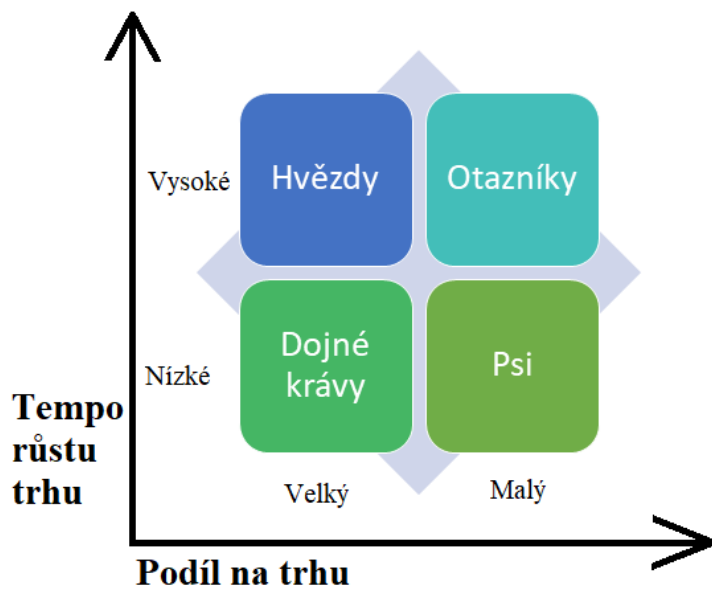 Vysoké
Hvězdy
Otazníky
Nízké
Dojné
krávy
Psi
Tempo
růstu
trhu
Velký
Malý
Podíl na trhu